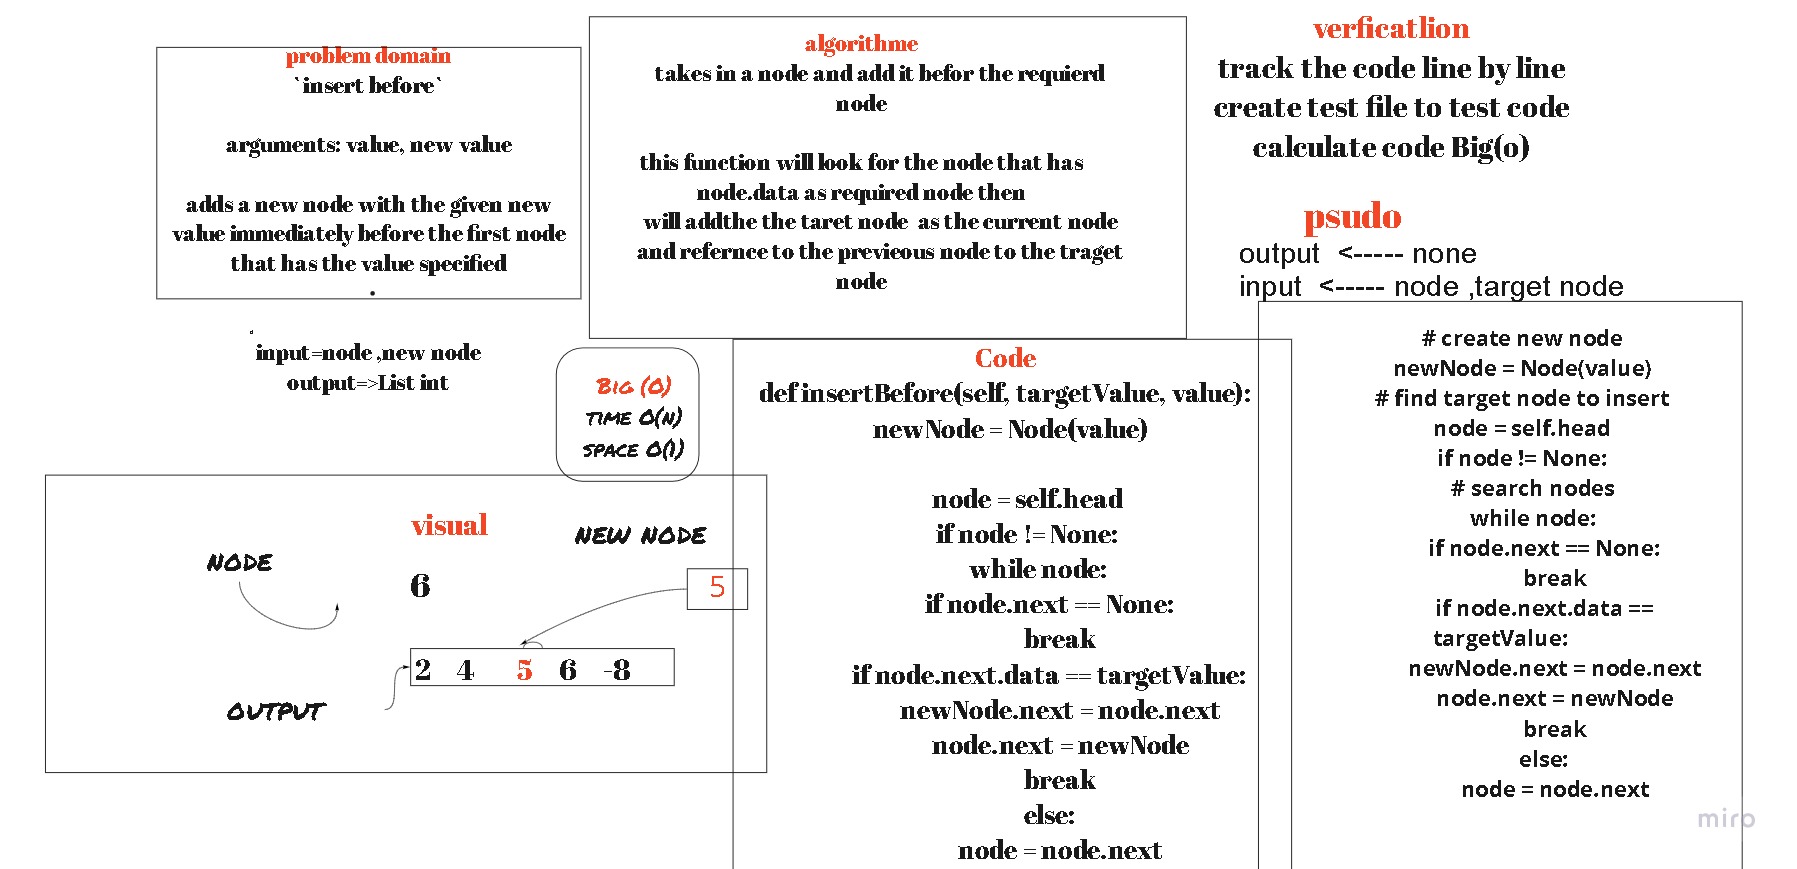 problem domain
`insert before`
arguments: value, new value
adds a new node with the given new
value immediately before the first node
that has the value specified
.
input=node ,new node
output=>List int
algorithme
takes in a node and add it befor the requierd
node
this function will look for the node that has
node.data as required node then
will addthe the taret node as the current node
and refernce to the previeous node to the traget
node
verficatlion
track the code line by line
create test file to test code
calculate code Big(o)
psudo
output <----- none
input <----- node ,target node
# create new node
newNode = Node(value)
# find target node to insert
node = self.head
if node != None:
# search nodes
while node:
if node.next == None:
break
if node.next.data ==
targetValue:
newNode.next = node.next
node.next = newNode
break
else:
node = node.next
Big (O)
time O(n)
space O(1)
Code
def insertBefore(self, targetValue, value):
newNode = Node(value)
node = self.head
if node != None:
while node:
if node.next == None:
break
if node.next.data == targetValue:
newNode.next = node.next
node.next = newNode
break
else:
node = node.next
visual
NEW NODE
NODE
6
5
2 4 5 6 -8
OUTPUT
miro